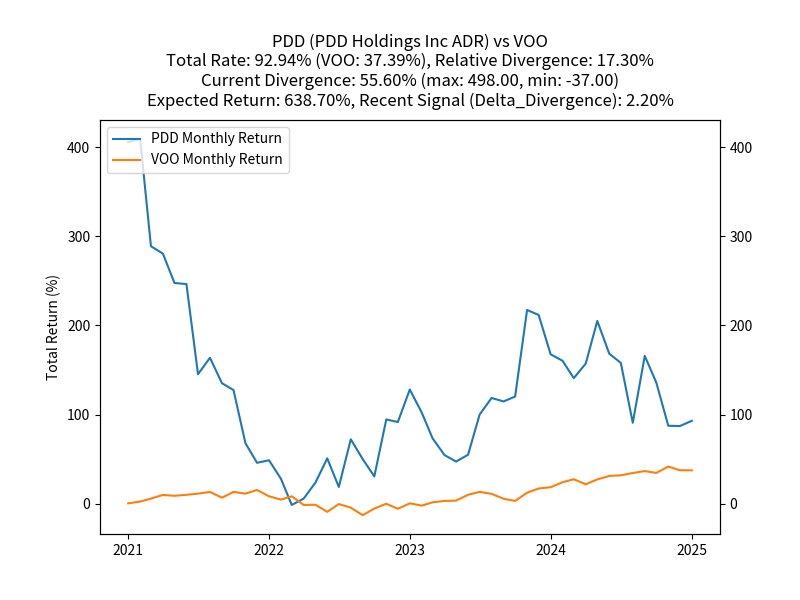 PDD (PDD Holdings Inc ADR) vs VOO
Total Rate: 92.94% (VOO: 37.39%), Relative Divergence: 17.30%
Current Divergence: 55.60% (max: 498.00, min: -37.00)
Expected Return: 638.70%, Recent Signal (Delta_Divergence): 2.20%
PDD Monthly Return
VOO Monthly Return
Total Return (%)
400
300
200
100
0
400
300
200
100
0
2021
2022
2023
2024
2025